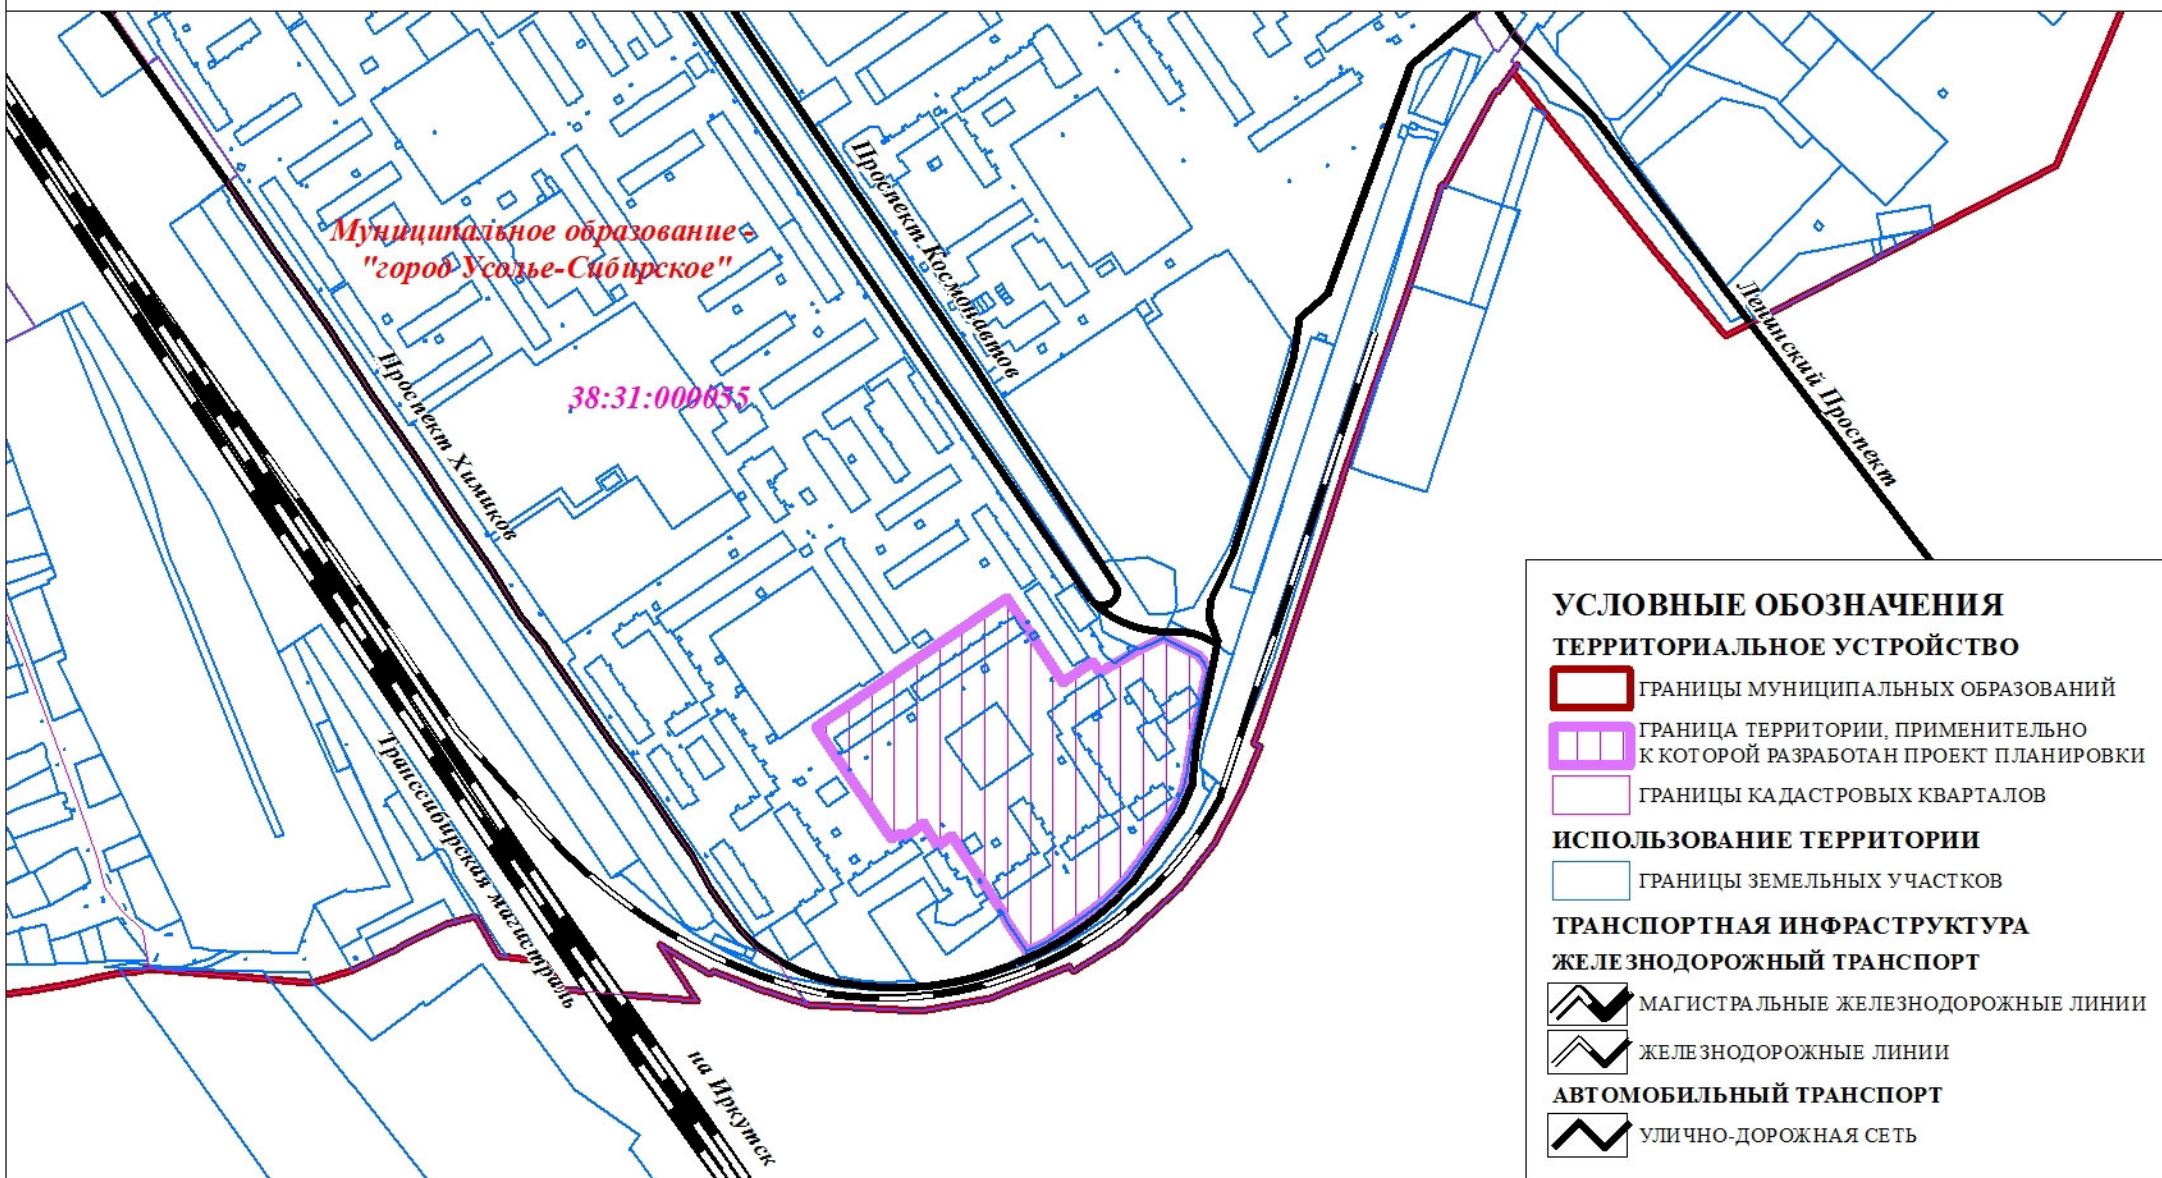 Муниципальное образование -
"город Усолье-Сибирское"
Проспект Космонавтов
Ленинский Проспект
Проспект Химиков
38:31:000055
Транссибирская магистраль
на Иркутск
УСЛОВНЫЕ ОБОЗНАЧЕНИЯ
ТЕРРИТОРИАЛЬНОЕ УСТРОЙСТВО
ГРАНИЦЫ МУНИЦИПАЛЬНЫХ ОБРАЗОВАНИЙ
ГРАНИЦА ТЕРРИТОРИИ, ПРИМЕНИТЕЛЬНО
К КОТОРОЙ РАЗРАБОТАН ПРОЕКТ ПЛАНИРОВКИ
ГРАНИЦЫ КАДАСТРОВЫХ КВАРТАЛОВ
ИСПОЛЬЗОВАНИЕ ТЕРРИТОРИИ
ГРАНИЦЫ ЗЕМЕЛЬНЫХ УЧАСТКОВ
ТРАНСПОРТНАЯ ИНФРАСТРУКТУРА
ЖЕЛЕЗНОДОРОЖНЫЙ ТРАНСПОРТ
МАГИСТРАЛЬНЫЕ ЖЕЛЕЗНОДОРОЖНЫЕ ЛИНИИ
ЖЕЛЕЗНОДОРОЖНЫЕ ЛИНИИ
АВТОМОБИЛЬНЫЙ ТРАНСПОРТ
УЛИЧНО-ДОРОЖНАЯ СЕТЬ